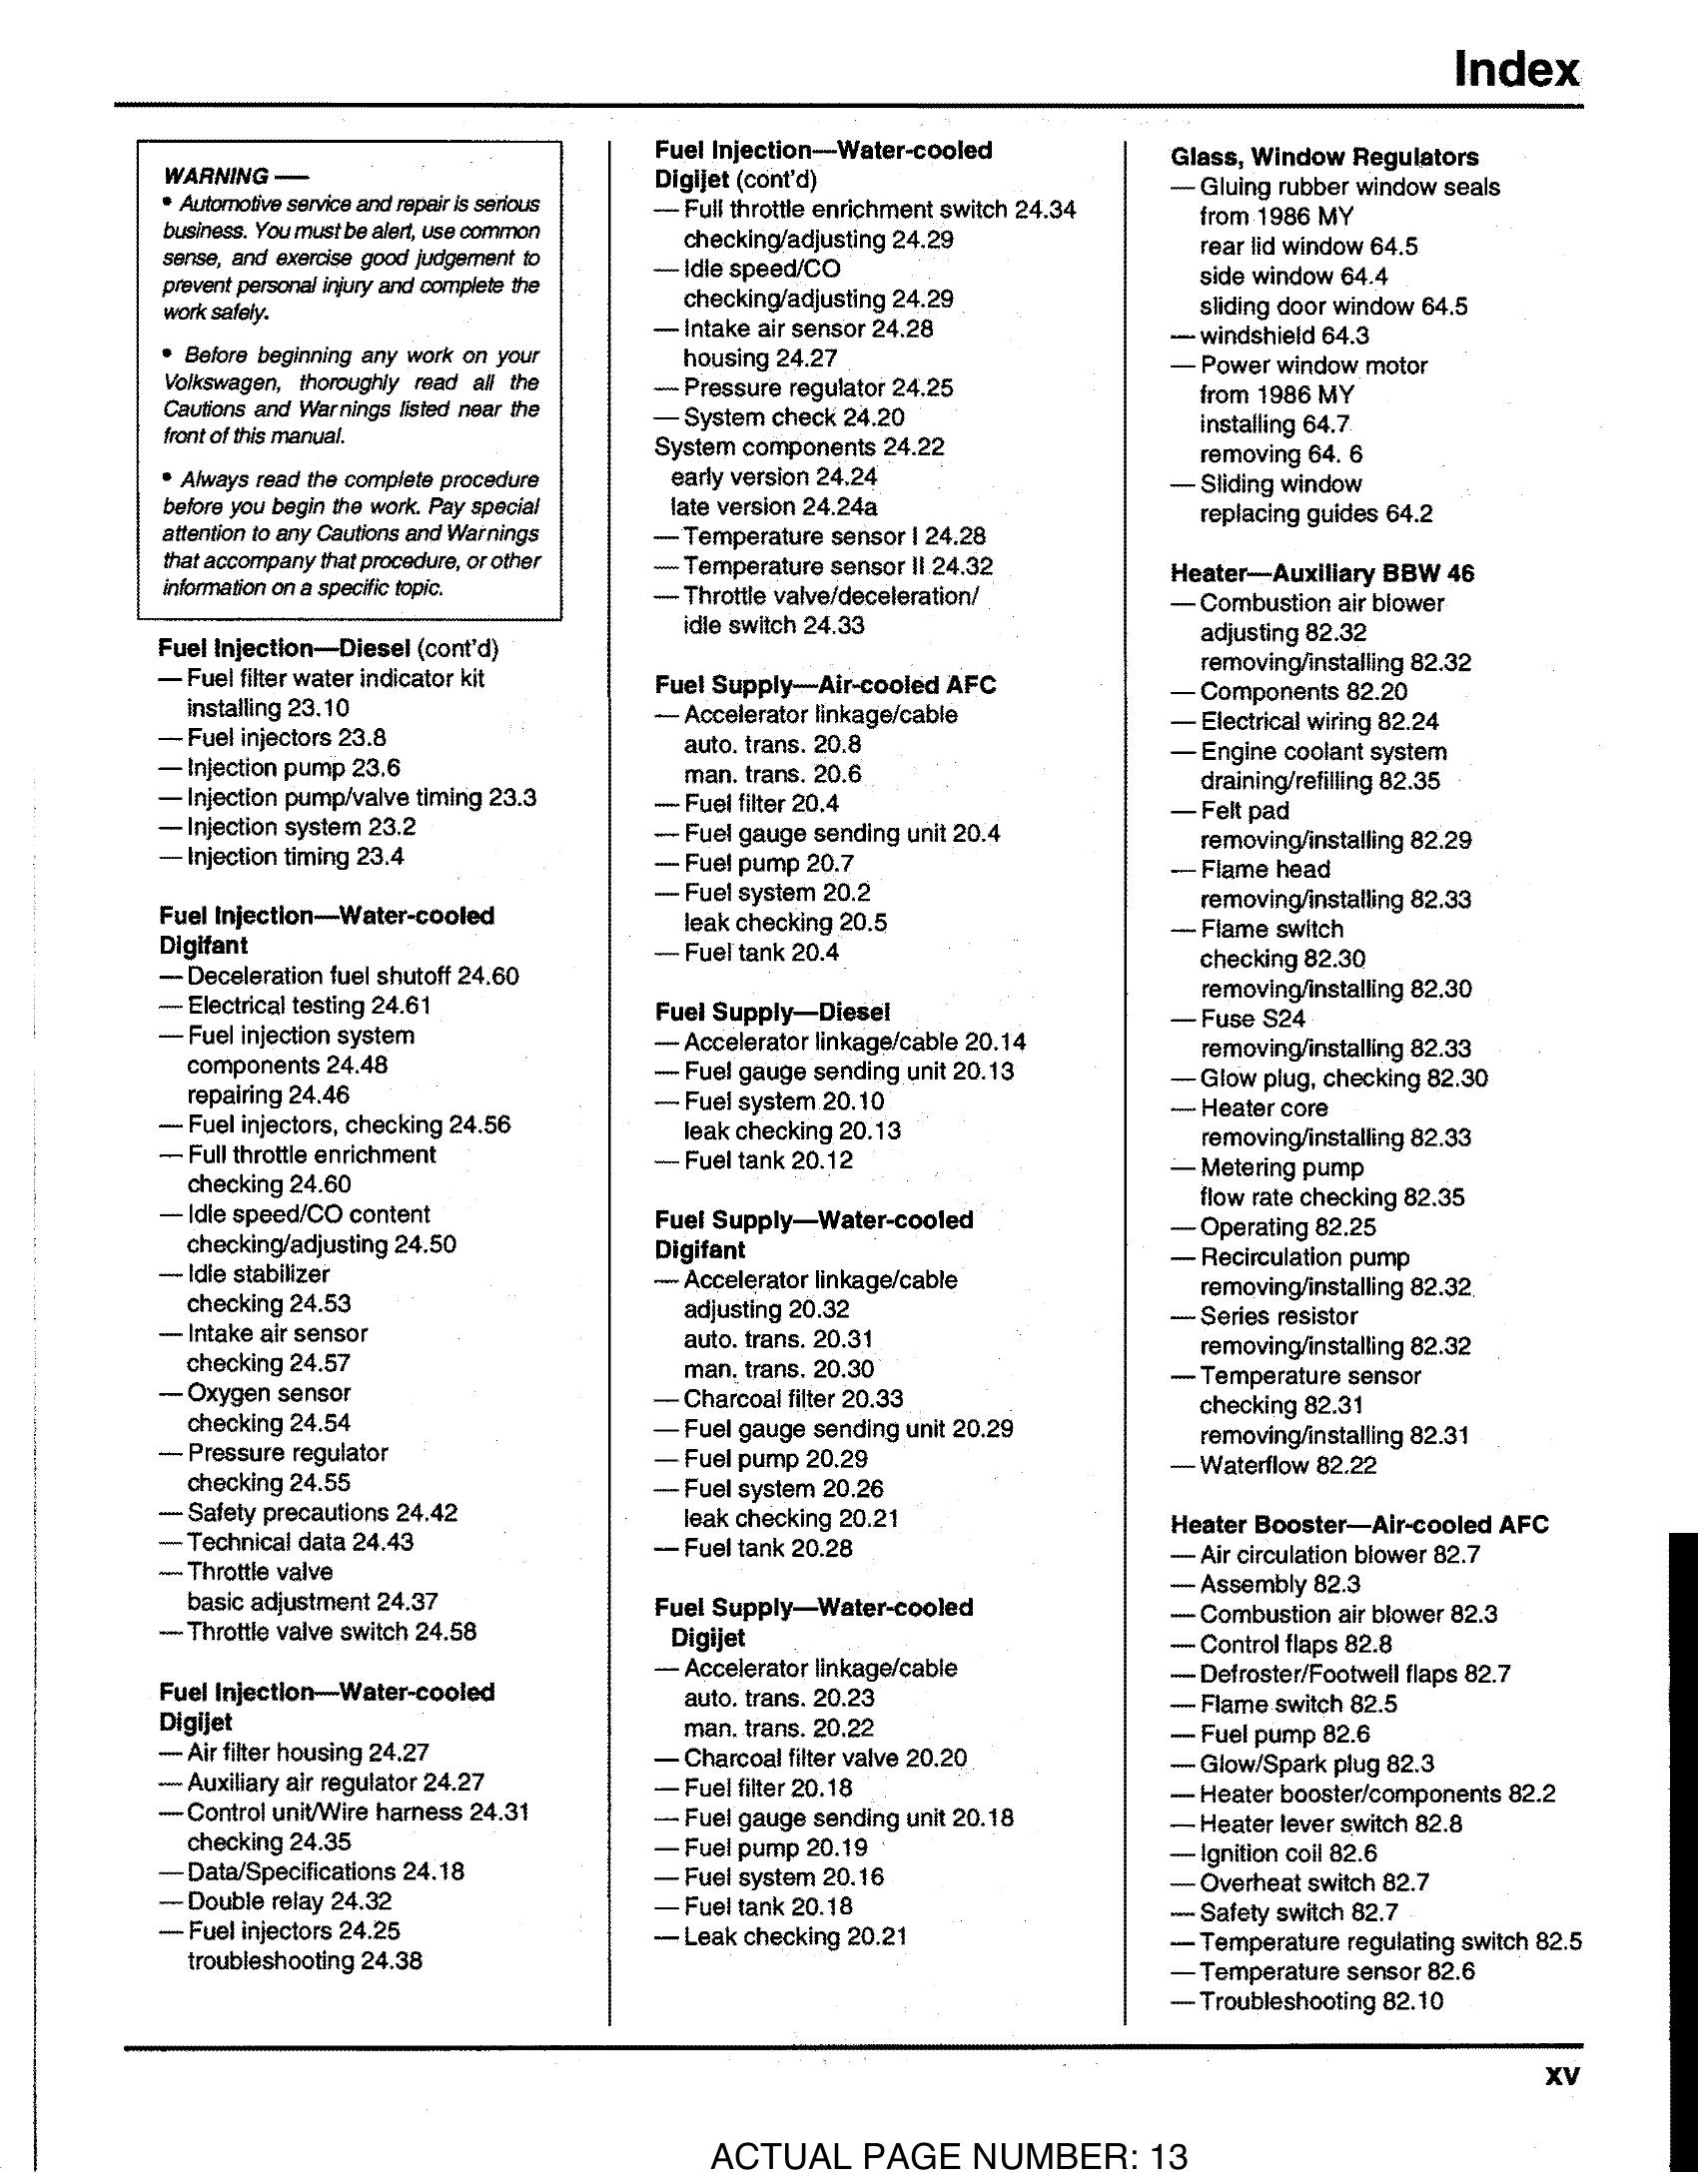 Index
WARNING —
• Automotive service and repair is serious
business. You must be alert, use common
sense, and exercise good judgement to
prevent personal injury and complete the
work safely.
• Before beginning any work on your
Volkswagen, thoroughly read all the
Cautions and Warnings listed near the
front of this manual.
• Always read the complete procedure
before you begin the work. Pay special
attention to any Cautions and Warnings
that accompany that procedure, or other
information on a specific topic.
Fuel Injection—Diesel (cont'd)
— Fuel filter water indicator kit
installing 23.10
— Fuel injectors 23.8
— Injection pump 23.6
— Injection pump/valve timing 23.3
— Injection system 23.2
— Injection timing 23.4
Fuel Injection—Water-cooled
Digifant
— Deceleration fuel shutoff 24.60
— Electrical testing 24.61
— Fuel injection system
components 24.48
repairing 24.46
— Fuel injectors, checking 24.56
— Full throttle enrichment
checking 24.60
— Idle speed/CO content
checking/adjusting 24.50
— Idle stabilizer
checking 24.53
— Intake air sensor
checking 24.57
— Oxygen sensor
checking 24.54
— Pressure regulator
checking 24.55
— Safety precautions 24.42
— Technical data 24.43
— Throttle valve
basic adjustment 24.37
— Throttle valve switch 24.58
Fuel Injection—Water-cooled
Digijet
— Air filter housing 24.27
— Auxiliary air regulator 24.27
— Control unit/Wire harness 24.31
checking 24.35
— Data/Specifications 24.18
— Double relay 24.32
— Fuel injectors 24.25
troubleshooting 24.38
Fuel Injection—Water-cooled
Digijet (cont'd)
— Full throttle enrichment switch 24.34
checking/adjusting 24.29
— Idle speed/CO
checking/adjusting 24.29
— Intake air sensor 24.28
housing 24.27
— Pressure regulator 24.25
— System check 24.20
System components 24.22
early version 24.24
late version 24.24a
— Temperature sensor I 24.28
— Temperature sensor II 24.32
— Throttle valve/deceleration/
idle switch 24.33
Fuel Supply—Air-cooled AFC
— Accelerator linkage/cable
auto. trans. 20.8
man. trans. 20.6
— Fuel filter 20.4
— Fuel gauge sending unit 20.4
— Fuel pump 20.7
— Fuel system 20.2
leak checking 20.5
— Fuel tank 20.4
Fuel Supply—Diesel
— Accelerator linkage/cable 20.14
— Fuel gauge sending unit 20.13
— Fuel system 20.10
leak checking 20.13
— Fuel tank 20.12
Fuel Supply—Water-cooled
Digifant
— Accelerator linkage/cable
adjusting 20.32
auto. trans. 20.31
man. trans. 20.30
— Charcoal filter 20.33
— Fuel gauge sending unit 20.29
— Fuel pump 20.29
— Fuel system 20.26
leak checking 20.21
— Fuel tank 20.28
Fuel Supply—Water-cooled
Digijet
— Accelerator linkage/cable
auto. trans. 20.23
man. trans. 20.22
— Charcoal filter valve 20.20
— Fuel filter 20.18
— Fuel gauge sending unit 20.18
— Fuel pump 20.19
— Fuel system 20.16
— Fuel tank 20.18
— Leak checking 20.21
Glass, Window Regulators
— Gluing rubber window seals
from 1986 MY
rear lid window 64.5
side window 64.4
sliding door window 64.5
— windshield 64.3
— Power window motor
from 1986 MY
installing 64.7
removing 64. 6
— Sliding window
replacing guides 64.2
Heater—Auxiliary BBW 46
— Combustion air blower
adjusting 82.32
removing/installing 82.32
— Components 82.20
— Electrical wiring 82.24
— Engine coolant system
draining/refilling 82.35
— Felt pad
removing/installing 82.29
— Flame head
removing/installing 82.33
— Flame switch
checking 82.30
removing/installing 82.30
— Fuse S24
removing/installing 82.33
— Glow plug, checking 82.30
— Heater core
removing/installing 82.33
— Metering pump
flow rate checking 82.35
— Operating 82.25
— Recirculation pump
removing/installing 82.32
— Series resistor
removing/installing 82.32
— Temperature sensor
checking 82.31
removing/installing 82.31
— Waterflow 82.22
Heater Booster—Air-cooled AFC
— Air circulation blower 82.7
— Assembly 82.3
— Combustion air blower 82.3
— Control flaps 82.8
— Defroster/Footwell flaps 82.7
— Flame switch 82.5
— Fuel pump 82.6
— Glow/Spark plug 82.3
— Heater booster/components 82.2
— Heater lever switch 82.8
— Ignition coil 82.6
— Overheat switch 82.7
— Safety switch 82.7
— Temperature regulating switch 82.5
— Temperature sensor 82.6
— Troubleshooting 82.10
XV
ACTUAL PAGE NUMBER: 13